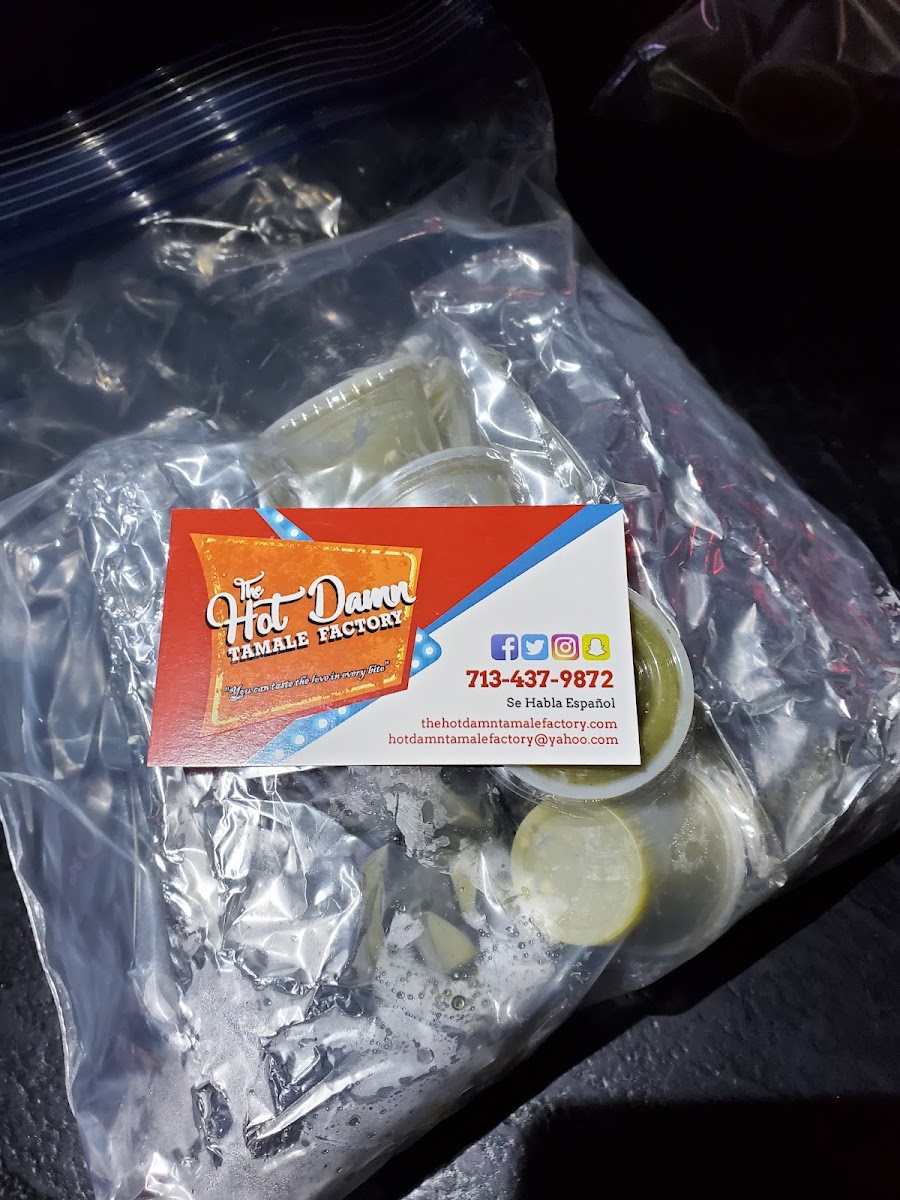 The
Hot Damn
TAMALE FACTORY
"You can taste the love in every bite"
713-437-9872
Se Habla Español
thehotdamntamalefactory.com
hotdamntamalefactory@yahoo.com